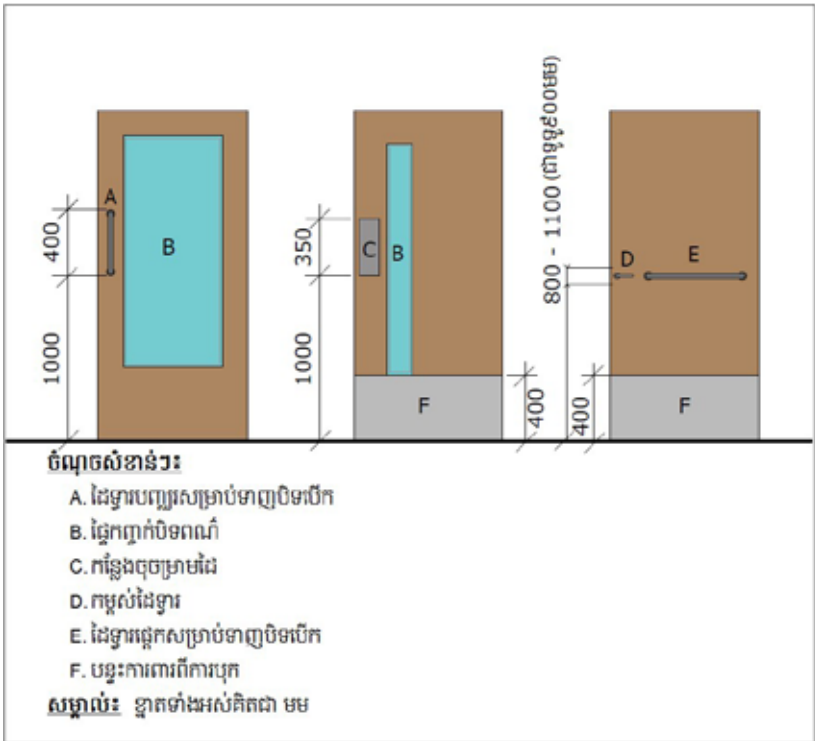 800 - 1100 (ជាទូទូ៩០០មម)
A
B
400
1000
C
B
350
1000
F
400
D
E
F
400
ចំណុចសំខាន់ៗ៖
A. ដៃទ្វារបញ្ឈរសម្រាប់ទាញបិទបើក
B. ផ្ទៃកញ្ចក់បិទពណ៌
C. កន្លែងចុចម្រាមដៃ
D. កម្ពស់ដៃទ្វារ
E. ដៃទ្វារផ្តេកសម្រាប់ទាញបិទបើក
F. បន្ទះការពារពីការបុក
សម្គាល់៖ ខ្នាតទាំងអស់គិតជា មម